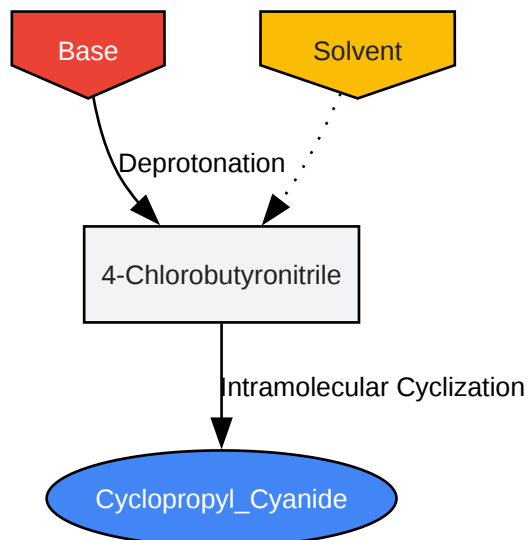 Base
Solvent
Deprotonation
4-Chlorobutyronitrile
Intramolecular Cyclization
Cyclopropyl_Cyanide